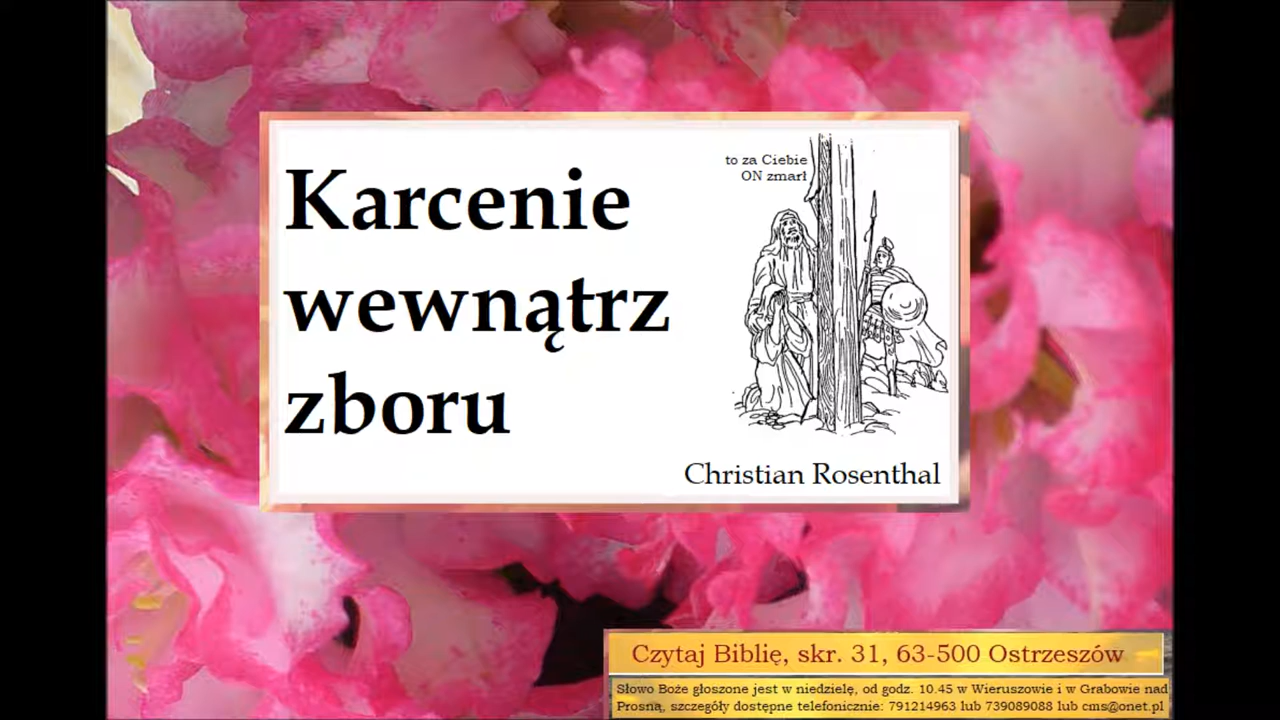 Karcenie
wewnątrz
zboru
to za Ciebie
ON zmarł
Christian Rosenthal
Czytaj Biblię, skr. 31, 63-500 Ostrzeszów
Słowo Boże głoszone jest w niedzielę, od godz. 10.45 w Wieruszowie i w Grabowie nad
Prosną, szczegóły dostępne telefonicznie: 791214963 lub 739089088 lub cms@onet.pl